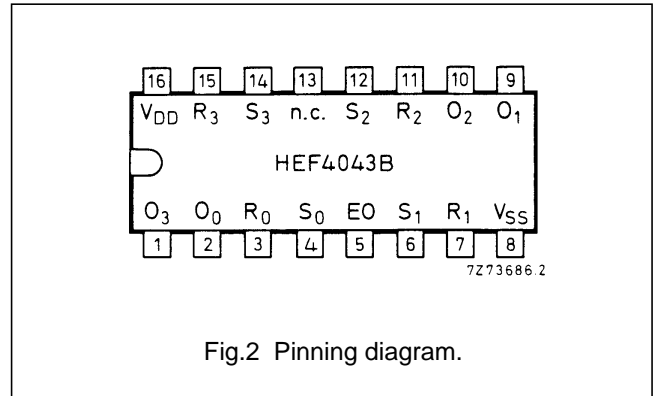 16 15 14 13 12 11 10 9
VDD R3 S3 n.c. S2 R2 O2 O1
HEF4043B
O3 O0 R0 S0 EO S1 R1 VSS
1 2 3 4 5 6 7 8
7Z73686.2
Fig.2 Pinning diagram.